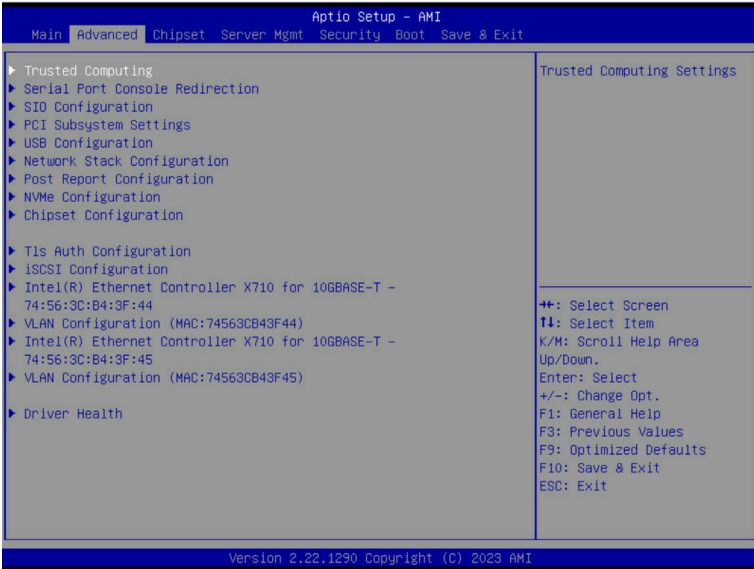 Aptio Setup – AMI
Main Advanced Chipset Server Mgmt Security Boot Save & Exit
Trusted Computing
Serial Port Console Redirection
SIO Configuration
PCI Subsystem Settings
USB Configuration
Network Stack Configuration
Post Report Configuration
NVMe Configuration
Chipset Configuration
Tls Auth Configuration
iSCSI Configuration
Intel(R) Ethernet Controller X710 for 10GBASE-T –
74:56:3C:B4:3F:44
VLAN Configuration (MAC:74563CB43F44)
Intel(R) Ethernet Controller X710 for 10GBASE-T –
74:56:3C:B4:3F:45
VLAN Configuration (MAC:74563CB43F45)
Driver Health
Trusted Computing Settings
→←: Select Screen
↑↓: Select Item
K/M: Scroll Help Area
Up/Down.
Enter: Select
+/-: Change Opt.
F1: General Help
F3: Previous Values
F9: Optimized Defaults
F10: Save & Exit
ESC: Exit
Version 2.22.1290 Copyright (C) 2023 AMI